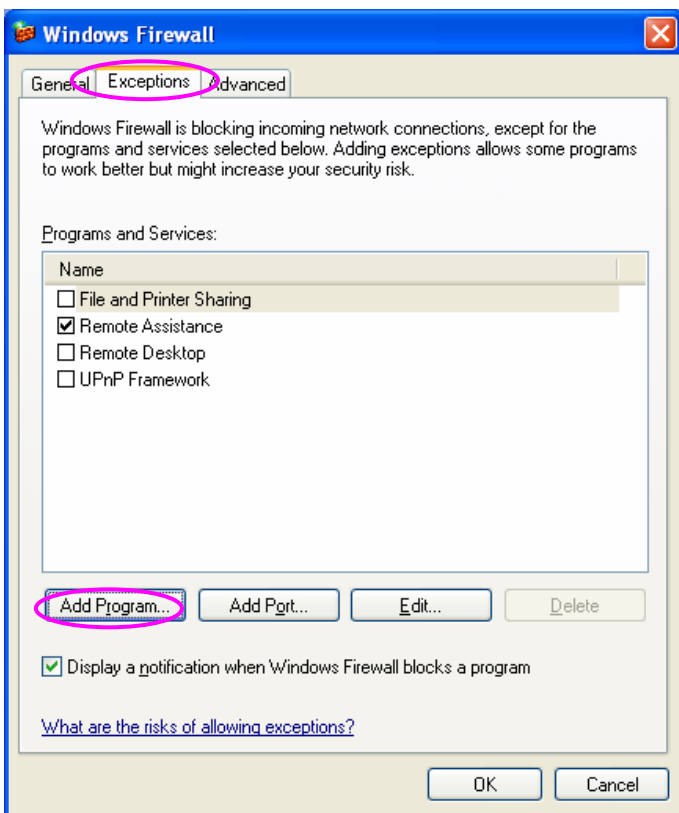 Windows Firewall
General Exceptions Advanced
Windows Firewall is blocking incoming network connections, except for the
programs and services selected below. Adding exceptions allows some programs
to work better but might increase your security risk.
Programs and Services:
Name
File and Printer Sharing
Remote Assistance
Remote Desktop
UPnP Framework
Add Program... Add Port... Edit... Delete
Display a notification when Windows Firewall blocks a program
What are the risks of allowing exceptions?
OK Cancel